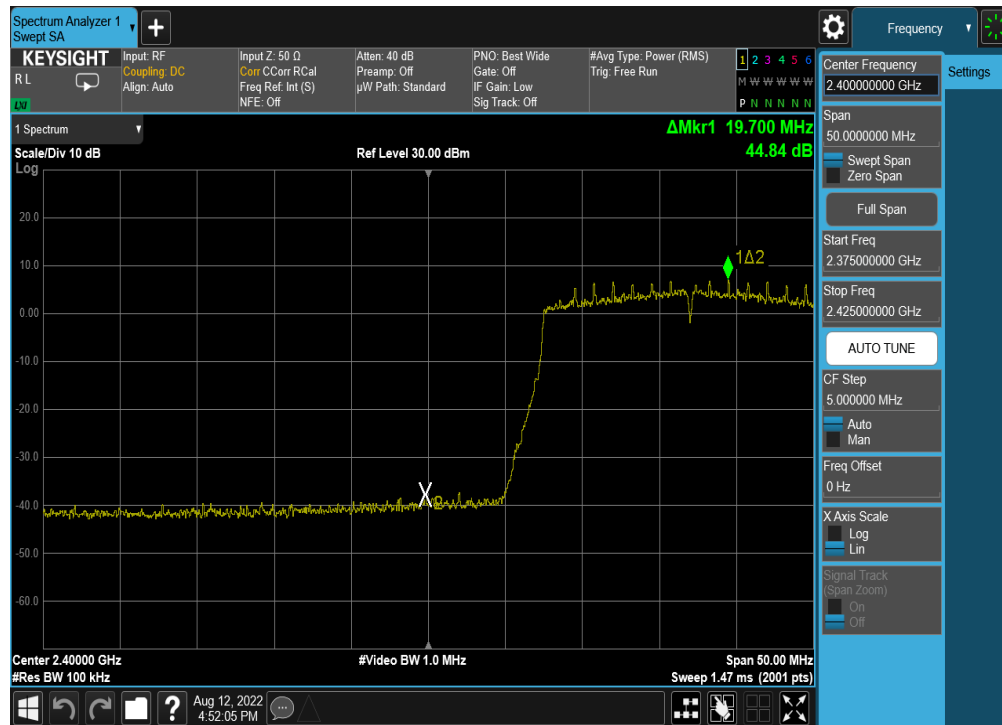 Spectrum Analyzer 1
Swept SA
+
Frequency
KEYSIGHT
R L
LXI
Input: RF
Coupling: DC
Align: Auto
Input Z: 50 Ω
Corr CCorr RCal
Freq Ref: Int (S)
NFE: Off
Atten: 40 dB
Preamp: Off
µW Path: Standard
PNO: Best Wide
Gate: Off
IF Gain: Low
Sig Track: Off
#Avg Type: Power (RMS)
Trig: Free Run
1 2 3 4 5 6
M W W W W W
P N N N N N
1 Spectrum
ΔMkr1 19.700 MHz
44.84 dB
Scale/Div 10 dB
Ref Level 30.00 dBm
Log
20.0
10.0
0.00
-10.0
-20.0
-30.0
-40.0
-50.0
-60.0
1Δ2
X2
Center 2.40000 GHz
#Video BW 1.0 MHz
Span 50.00 MHz
#Res BW 100 kHz
Sweep 1.47 ms (2001 pts)
Center Frequency
2.400000000 GHz
Settings
Span
50.0000000 MHz
Swept Span
Zero Span
Full Span
Start Freq
2.375000000 GHz
Stop Freq
2.425000000 GHz
AUTO TUNE
CF Step
5.000000 MHz
Auto
Man
Freq Offset
0 Hz
X Axis Scale
Log
Lin
Signal Track
(Span Zoom)
On
Off
?
Aug 12, 2022
4:52:05 PM